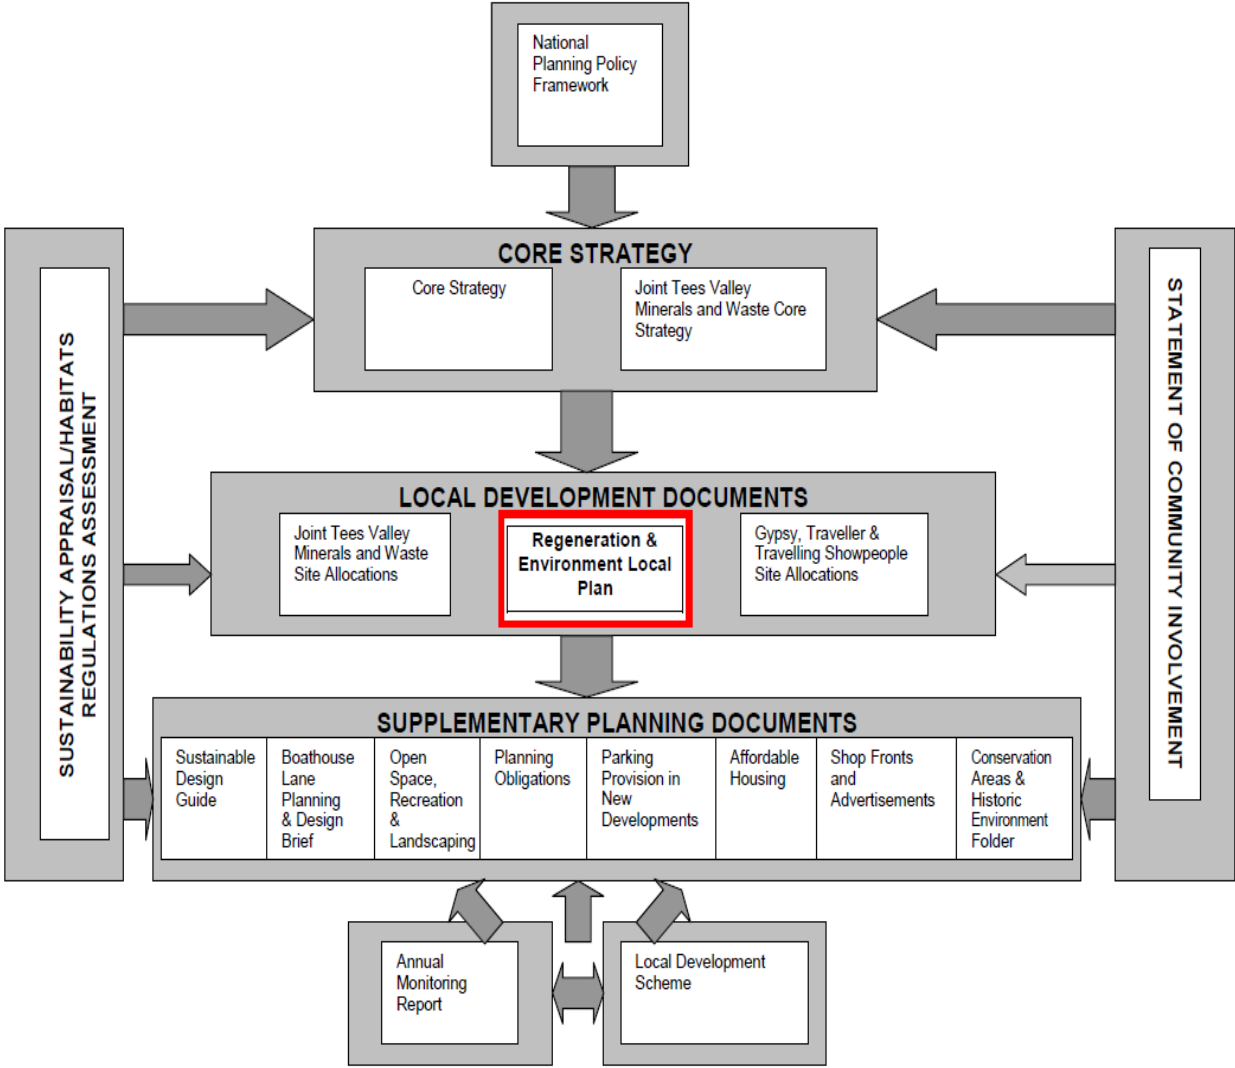 National
Planning Policy
Framework
CORE STRATEGY
Core Strategy
Joint Tees Valley
Minerals and Waste Core
Strategy
SUSTAINABILITY APPRAISAL/HABITATS
REGULATIONS ASSESSMENT
STATEMENT OF COMMUNITY INVOLVEMENT
LOCAL DEVELOPMENT DOCUMENTS
Joint Tees Valley
Minerals and Waste
Site Allocations
Regeneration &
Environment Local
Plan
Gypsy, Traveller &
Travelling Showpeople
Site Allocations
SUPPLEMENTARY PLANNING DOCUMENTS
Sustainable
Design
Guide
Boathouse
Lane
Planning
& Design
Brief
Open
Space,
Recreation
&
Landscaping
Planning
Obligations
Parking
Provision in
New
Developments
Affordable
Housing
Shop Fronts
and
Advertisements
Conservation
Areas &
Historic
Environment
Folder
Annual
Monitoring
Report
Local Development
Scheme